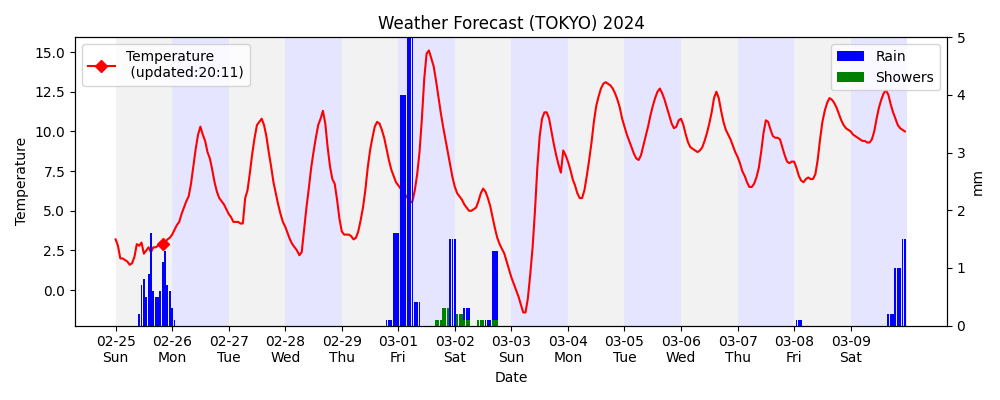 Weather Forecast (TOKYO) 2024
Temperature
(updated:20:11)
Rain
Showers
15.0
12.5
10.0
7.5
5.0
2.5
0.0
Temperature
5
4
3
2
1
0
mm
02-25 02-26 02-27 02-28 02-29 03-01 03-02 03-03 03-04 03-05 03-06 03-07 03-08 03-09
Sun Mon Tue Wed Thu Fri Sat Sun Mon Tue Wed Thu Fri Sat
Date